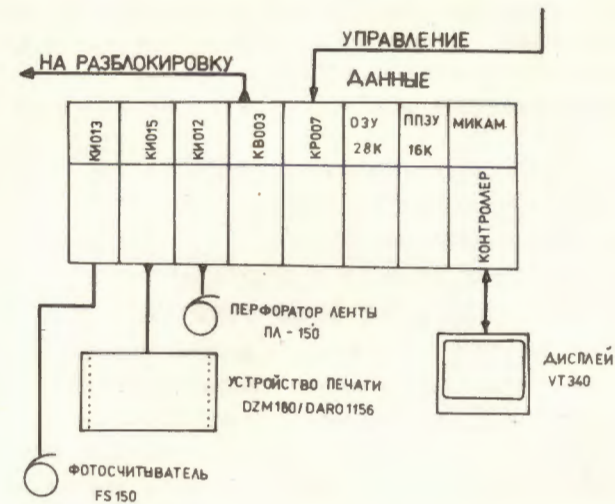 УПРАВЛЕНИЕ
НА РАЗБЛОКИРОВКУ
ДАННЫЕ
КИ013
КИ015
КИ012
КВ003
КР007
ОЗУ
28К
ППЗУ
16К
МИКАМ
КОНТРОЛЛЕР
ПЕРФОРАТОР ЛЕНТЫ
ПЛ - 150
УСТРОЙСТВО ПЕЧАТИ
DZM180/DARO1156
ДИСПЛЕЙ
VT340
ФОТОСЧИТЫВАТЕЛЬ
FS150